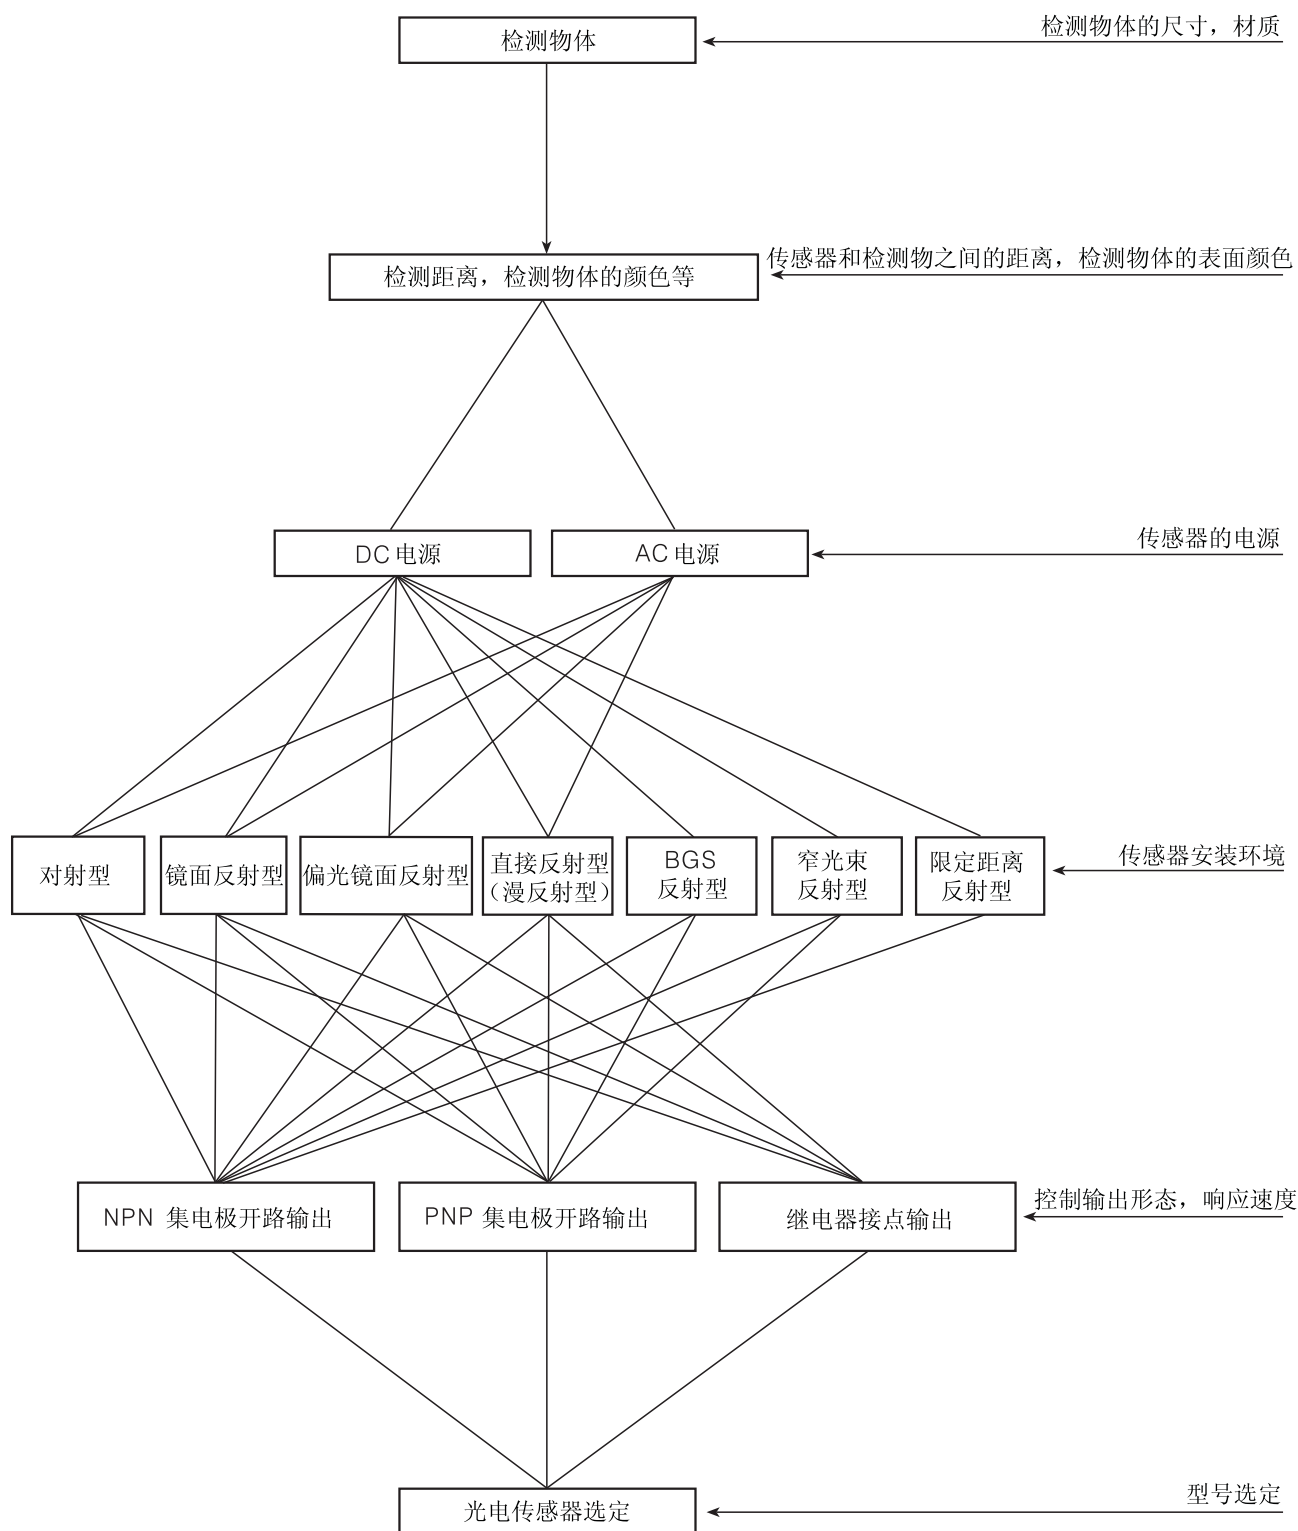 检测物体
检测物体的尺寸，材质
检测距离，检测物体的颜色等
传感器和检测物之间的距离，检测物体的表面颜色
DC 电源
AC 电源
传感器的电源
对射型
镜面反射型
偏光镜面反射型
直接反射型
（漫反射型）
BGS
反射型
窄光束
反射型
限定距离
反射型
传感器安装环境
NPN 集电极开路输出
PNP 集电极开路输出
继电器接点输出
控制输出形态，响应速度
光电传感器选定
型号选定